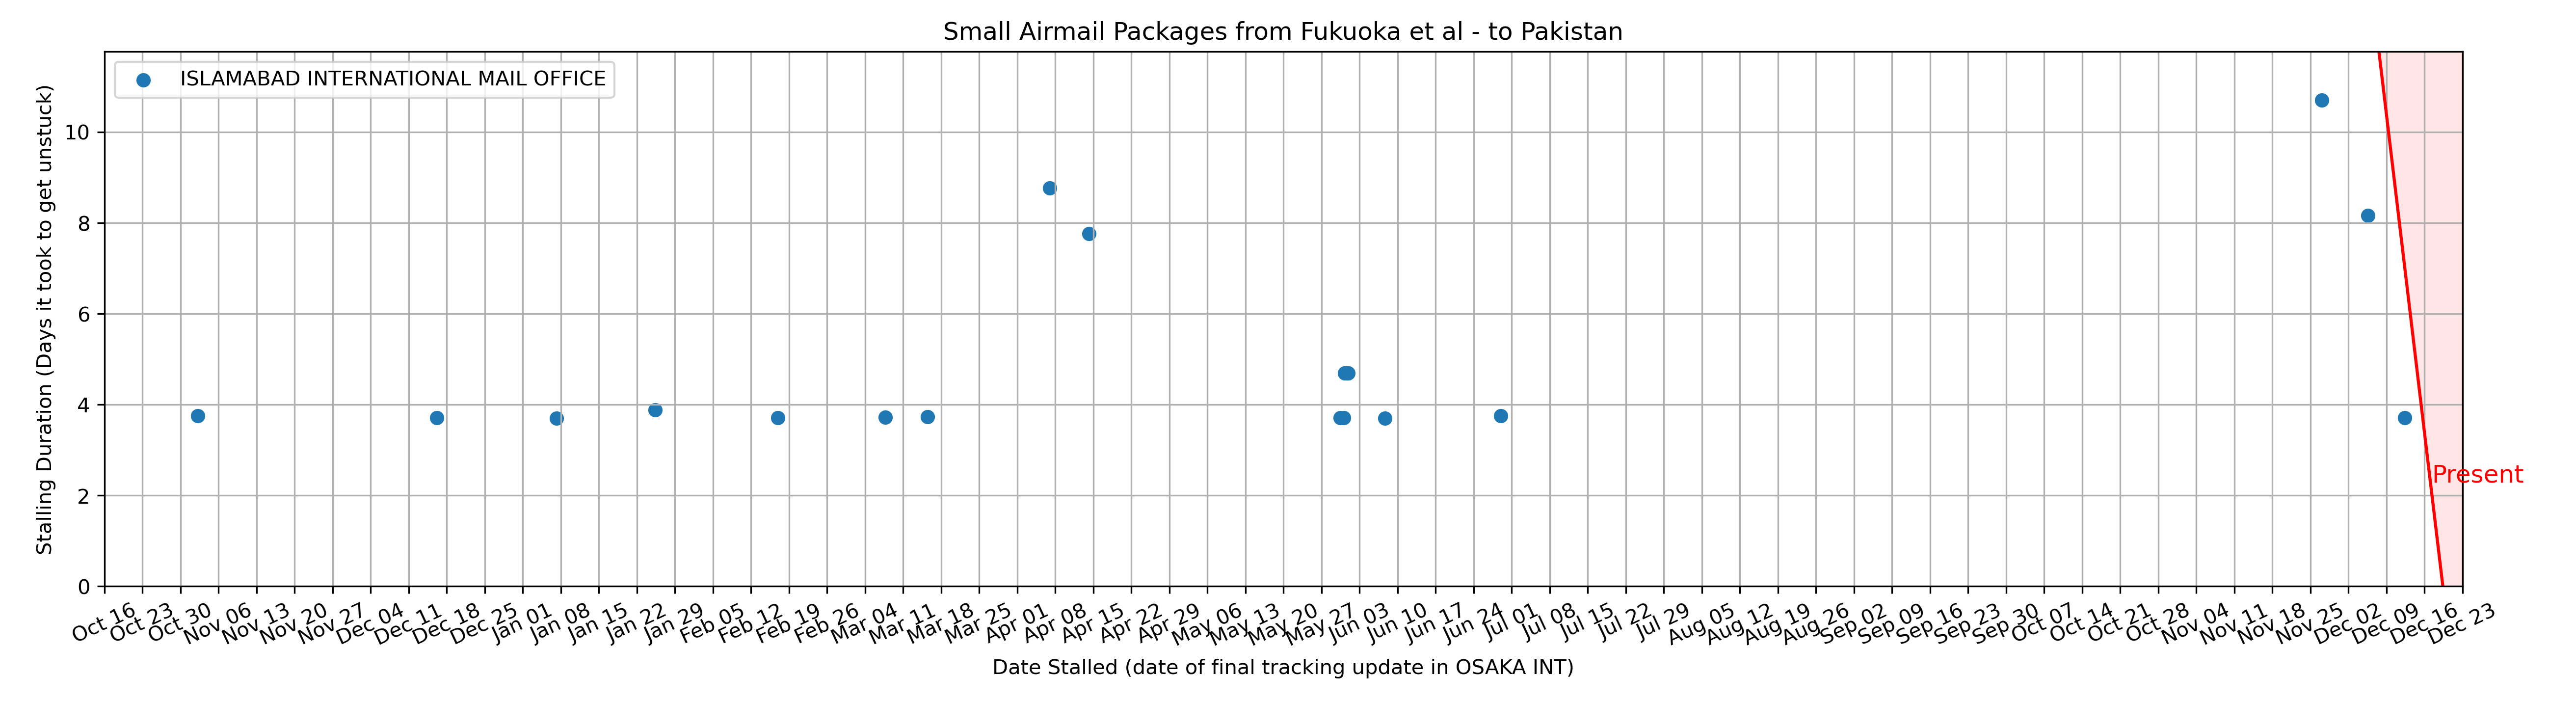 Small Airmail Packages from Fukuoka et al - to Pakistan
ISLAMABAD INTERNATIONAL MAIL OFFICE
Stalling Duration (Days it took to get unstuck)
10
8
6
4
2
0
Present
Oct 16
Oct 23
Oct 30
Nov 06
Nov 13
Nov 20
Nov 27
Dec 04
Dec 11
Dec 18
Dec 25
Jan 01
Jan 08
Jan 15
Jan 22
Jan 29
Feb 05
Feb 12
Feb 19
Feb 26
Mar 04
Mar 11
Mar 18
Mar 25
Apr 01
Apr 08
Apr 15
Apr 22
Apr 29
May 06
May 13
May 20
May 27
Jun 03
Jun 10
Jun 17
Jun 24
Jul 01
Jul 08
Jul 15
Jul 22
Jul 29
Aug 05
Aug 12
Aug 19
Aug 26
Sep 02
Sep 09
Sep 16
Sep 23
Sep 30
Oct 07
Oct 14
Oct 21
Oct 28
Nov 04
Nov 11
Nov 18
Nov 25
Dec 02
Dec 09
Dec 16
Dec 23
Date Stalled (date of final tracking update in OSAKA INT)